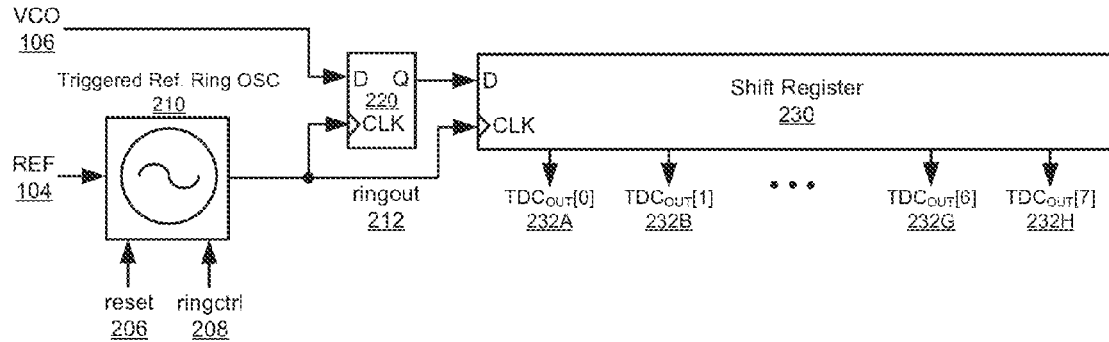 VCO
106
Triggered Ref. Ring OSC
210
REF
104
reset
206
ringctrl
208
D Q
220
CLK
ringout
212
D
CLK
Shift Register
230
TDCOUT[0]
232A
TDCOUT[1]
232B
TDCOUT[6]
232G
TDCOUT[7]
232H